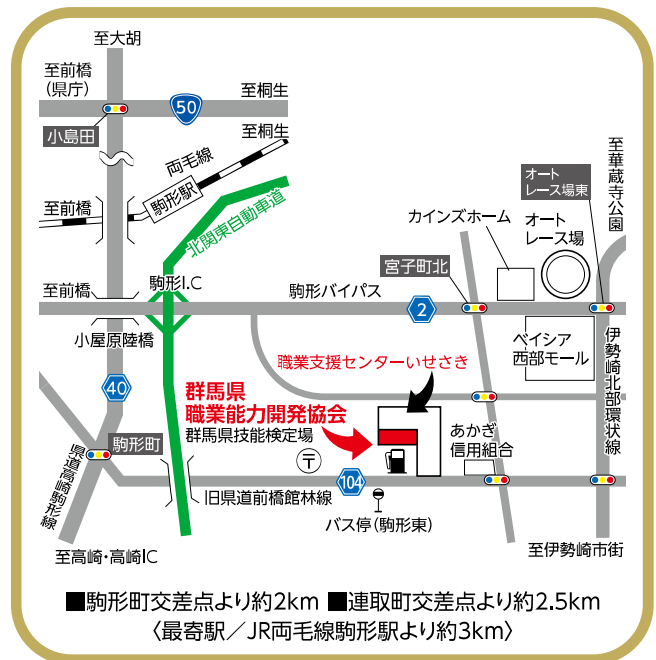 至大胡
至前橋
(県庁)
50
至桐生
小島田
至桐生
両毛線
駒形駅
至前橋
北関東自動車道
至華蔵寺公園
オート
レース場東
カインズホーム
オート
レース場
宮子町北
駒形I.C
至前橋
駒形バイパス
2
小屋原陸橋
ベイシア
西部モール
伊勢崎北部環状線
職業支援センターいせさき
40
群馬県
職業能力開発協会
群馬県技能検定場
あかぎ
信用組合
駒形町
〒
県道高崎駒形線
104
旧県道前橋館林線
バス停(駒形東)
至高崎・高崎IC
至伊勢崎市街
■駒形町交差点より約2km ■連取町交差点より約2.5km
〈最寄駅／JR両毛線駒形駅より約3km〉